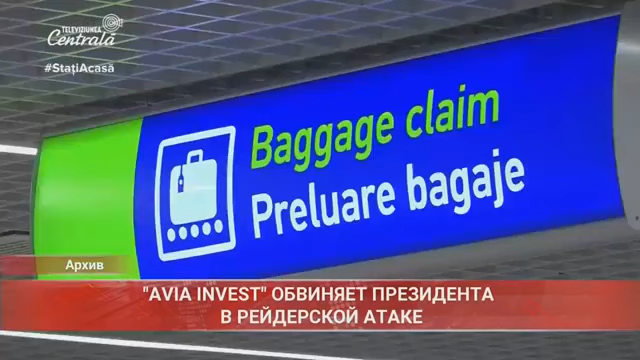 TELEVIZIUNEA
Centrală
#StațiAcasă
Baggage claim
Preluare bagaje
Архив
"AVIA INVEST" ОБВИНЯЕТ ПРЕЗИДЕНТА
В РЕЙДЕРСКОЙ АТАКЕ